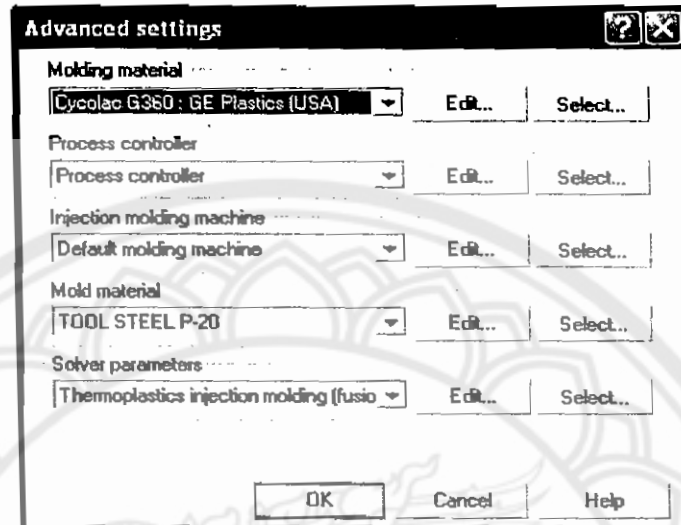 Advanced settings
Molding material
Cycolac G360 : GE Plastics (USA) Edit... Select...
Process controller
Process controller Edit... Select...
Injection molding machine
Default molding machine Edit... Select...
Mold material
TOOL STEEL P-20 Edit... Select...
Solver parameters
Thermoplastics injection molding (fusio Edit... Select...
OK Cancel Help